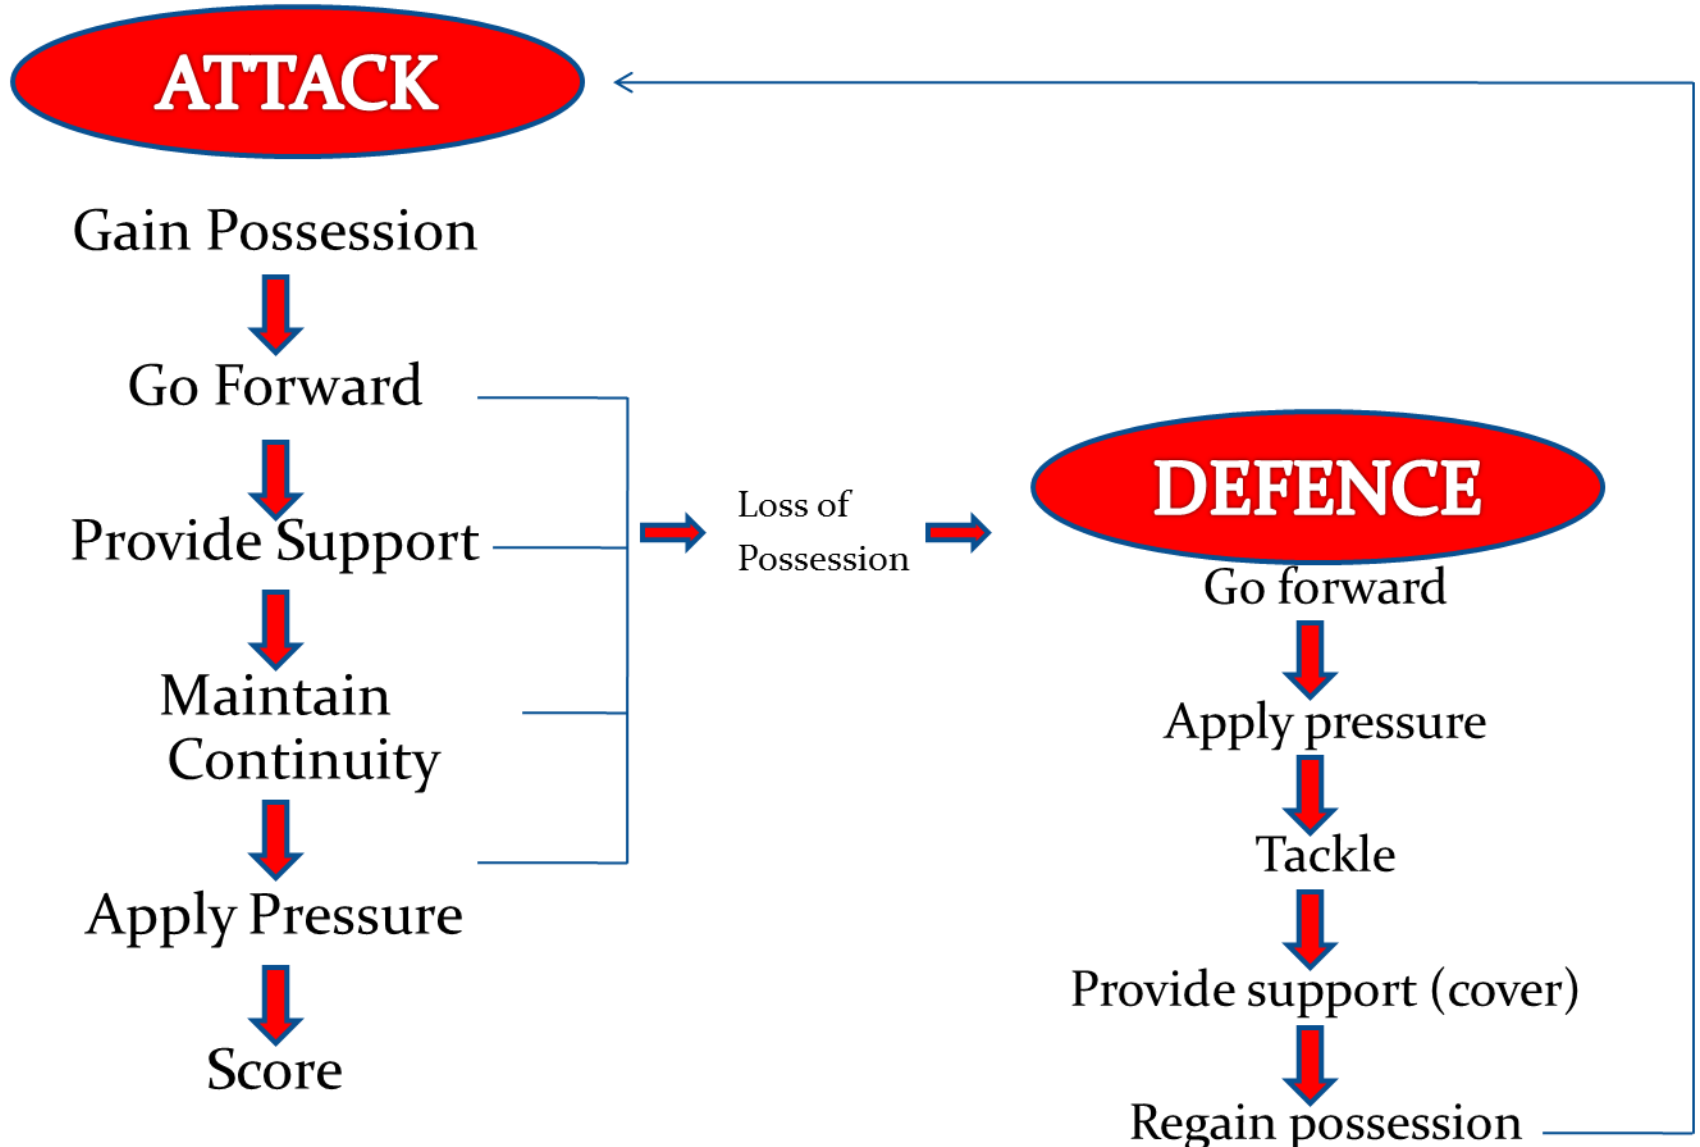 ATTACK
Gain Possession
Go Forward
Provide Support
Maintain
Continuity
Apply Pressure
Score
Loss of
Possession
DEFENCE
Go forward
Apply pressure
Tackle
Provide support (cover)
Regain possession